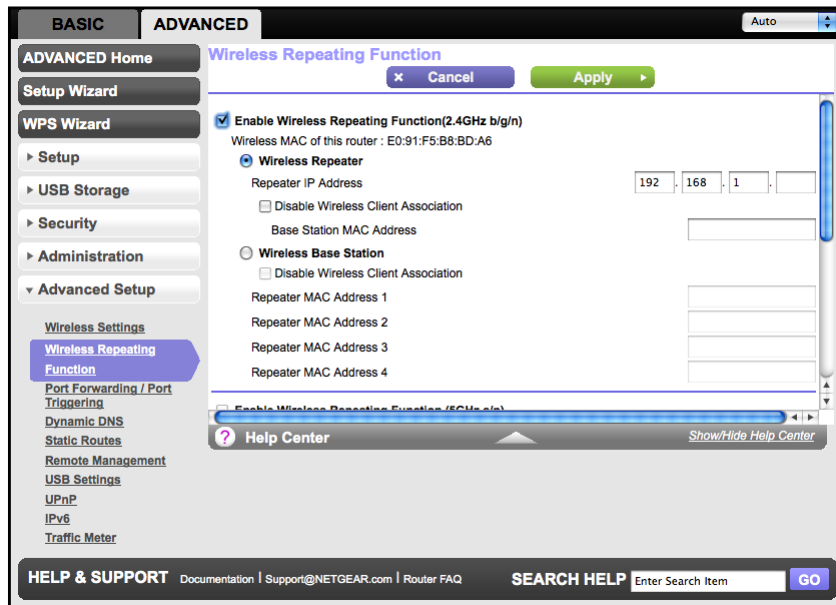 BASIC
ADVANCED
Auto
ADVANCED Home
Setup Wizard
WPS Wizard
Setup
USB Storage
Security
Administration
Advanced Setup
Wireless Settings
Wireless Repeating
Function
Port Forwarding / Port
Triggering
Dynamic DNS
Static Routes
Remote Management
USB Settings
UPnP
IPv6
Traffic Meter
Wireless Repeating Function
x Cancel
Apply
Enable Wireless Repeating Function(2.4GHz b/g/n)
Wireless MAC of this router : E0:91:F5:B8:BD:A6
Wireless Repeater
Repeater IP Address 192 . 168 . 1 .
Disable Wireless Client Association
Base Station MAC Address
Wireless Base Station
Disable Wireless Client Association
Repeater MAC Address 1
Repeater MAC Address 2
Repeater MAC Address 3
Repeater MAC Address 4
Enable Wireless Repeating Function (5GHz a/n)
? Help Center
Show/Hide Help Center
HELP & SUPPORT Documentation | Support@NETGEAR.com | Router FAQ
SEARCH HELP Enter Search Item GO